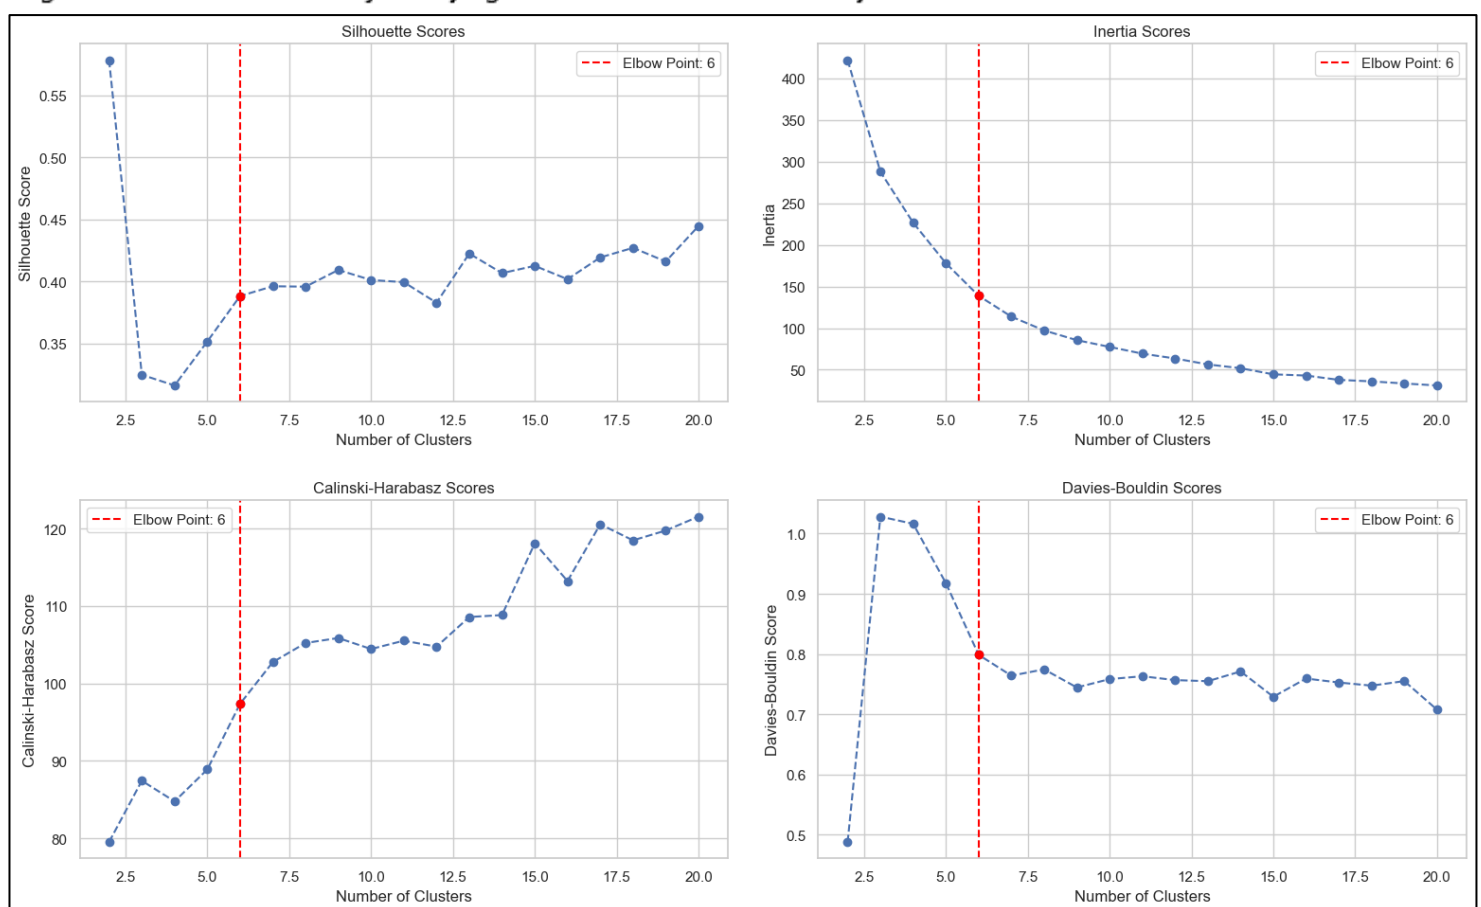 Silhouette Scores
Elbow Point: 6
0.55
0.50
0.45
0.40
0.35
Silhouette Score
2.5 5.0 7.5 10.0 12.5 15.0 17.5 20.0
Number of Clusters
Inertia Scores
Elbow Point: 6
400
350
300
250
200
150
100
50
Inertia
2.5 5.0 7.5 10.0 12.5 15.0 17.5 20.0
Number of Clusters
Calinski-Harabasz Scores
Elbow Point: 6
120
110
100
90
80
Calinski-Harabasz Score
2.5 5.0 7.5 10.0 12.5 15.0 17.5 20.0
Number of Clusters
Davies-Bouldin Scores
Elbow Point: 6
1.0
0.9
0.8
0.7
0.6
0.5
Davies-Bouldin Score
2.5 5.0 7.5 10.0 12.5 15.0 17.5 20.0
Number of Clusters